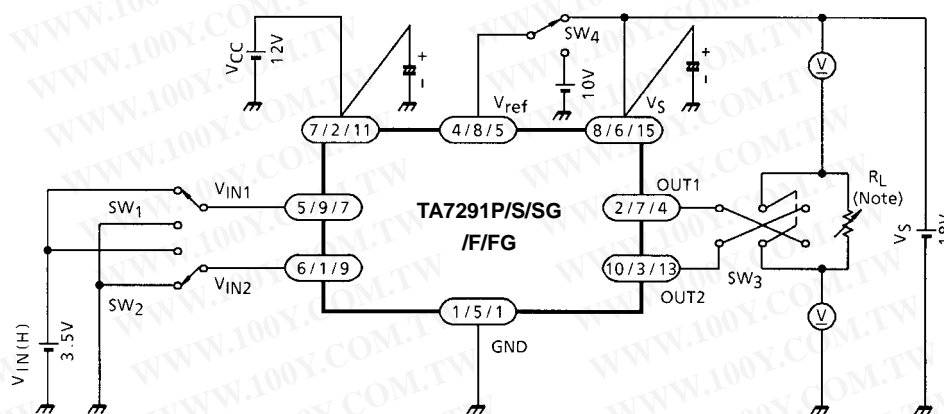 VCC
12V
+
-
SW4
10V
+
-
Vref
VS
7 / 2 / 11
4 / 8 / 5
8 / 6 / 15
VIN1
SW1
5 / 9 / 7
TA7291P/S/SG
/F/FG
OUT1
2 / 7 / 4
V
RL
(Note)
VS
18V
VIN2
SW2
6 / 1 / 9
10 / 3 / 13
OUT2
SW3
V
VIN(H)
3.5V
1 / 5 / 1
GND
WWW.100Y.COM.TW